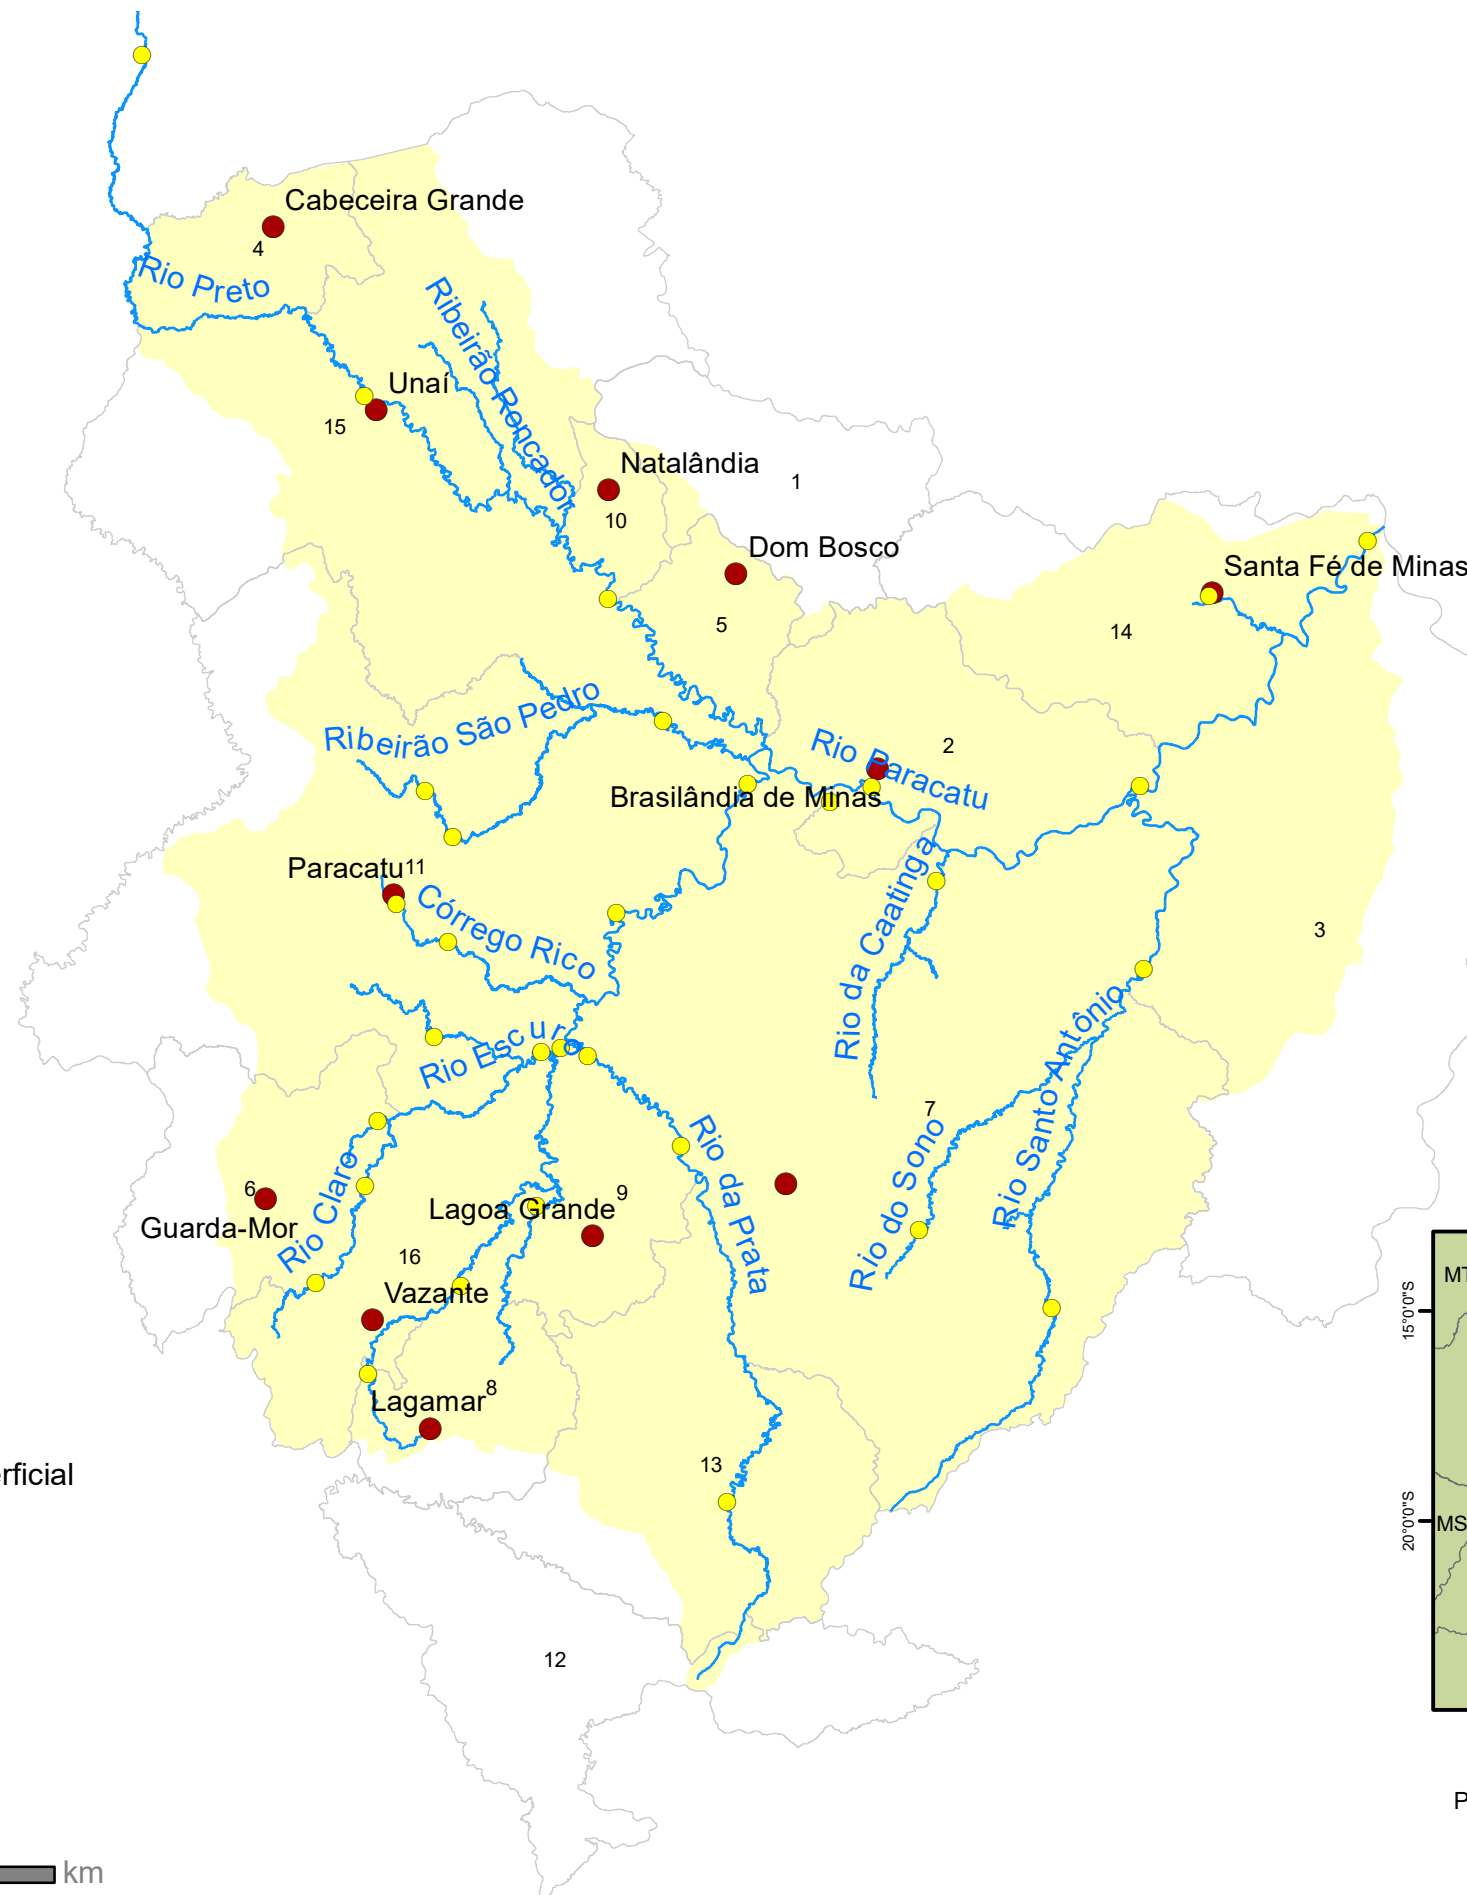 Cabeceira Grande
4
Rio Preto
Ribeirão Roncador
Unaí
15
Natalândia
1
10
Dom Bosco
Santa Fé de Minas
5
14
Ribeirão São Pedro
Rio Paracatu
2
Brasilândia de Minas
Paracatu
11
Córrego Rico
Rio da Caatinga
3
Rio Escuro
Rio Santo Antônio
7
Rio da Prata
Rio do Sono
Rio Claro
6
9
Lagoa Grande
Guarda-Mor
16
Vazante
MT
15°0'0"S
8
Lagamar
13
erficial
20°0'0"S
MS
12
P
km